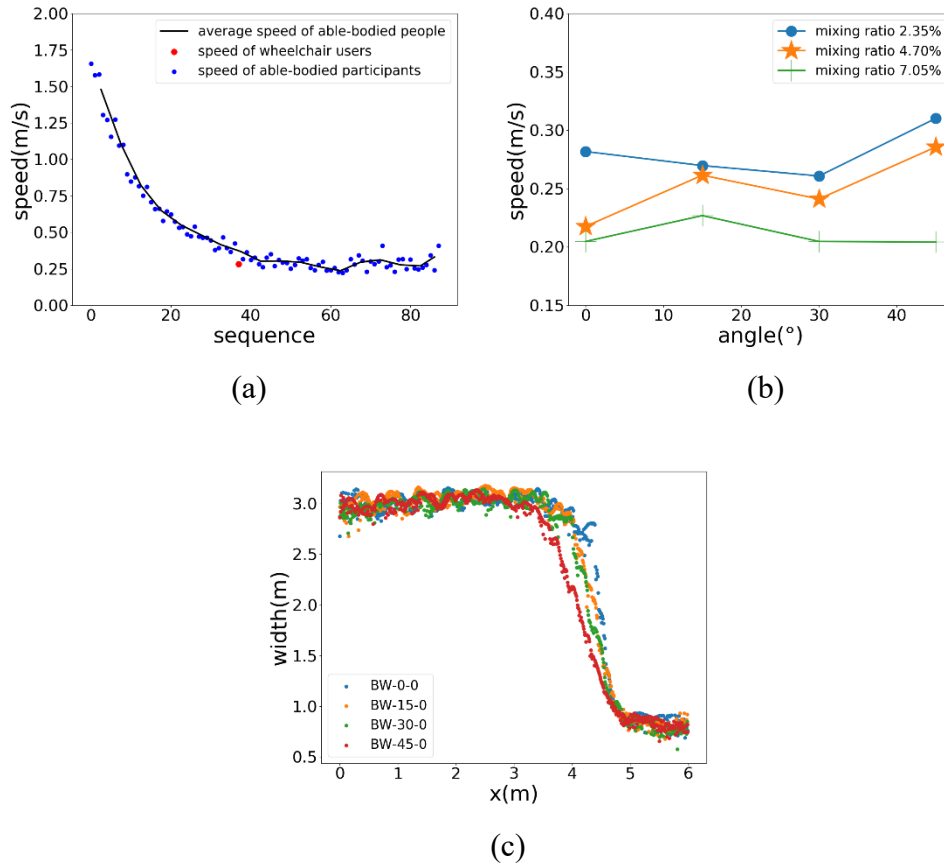 average speed of able-bodied people
speed of wheelchair users
speed of able-bodied participants
speed(m/s)
2.00
1.75
1.50
1.25
1.00
0.75
0.50
0.25
0.00
0 20 40 60 80
sequence
(a)
mixing ratio 2.35%
mixing ratio 4.70%
mixing ratio 7.05%
speed(m/s)
0.40
0.35
0.30
0.25
0.20
0.15
0 10 20 30 40
angle(°)
(b)
width(m)
3.0
2.5
2.0
1.5
1.0
0.5
BW-0-0
BW-15-0
BW-30-0
BW-45-0
0 1 2 3 4 5 6
x(m)
(c)